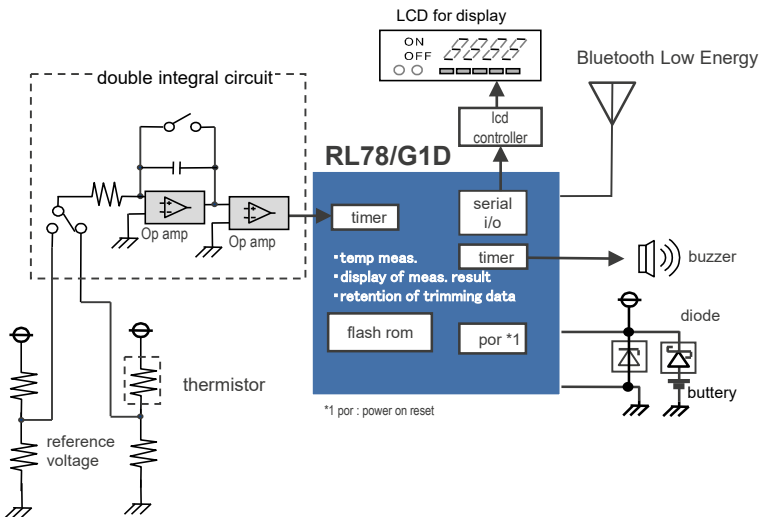 LCD for display
ON
OFF
8888
Bluetooth Low Energy
double integral circuit
lcd
controller
RL78/G1D
Op amp
Op amp
timer
serial
i/o
timer
buzzer
•temp meas.
•display of meas. result
•retention of trimming data
flash rom
por *1
diode
buttery
thermistor
reference
voltage
*1 por : power on reset